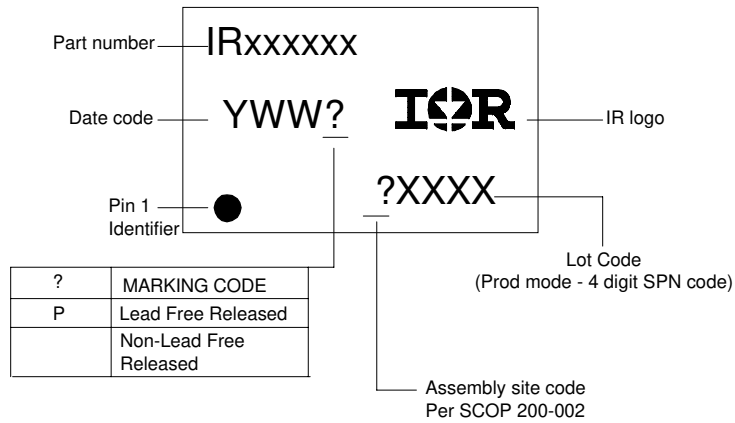 Part number
IRxxxxxx
Date code
YWW?
IOR
IR logo
?XXXX
Pin 1
Identifier
Lot Code
(Prod mode - 4 digit SPN code)
? MARKING CODE
P Lead Free Released
Non-Lead Free
Released
Assembly site code
Per SCOP 200-002